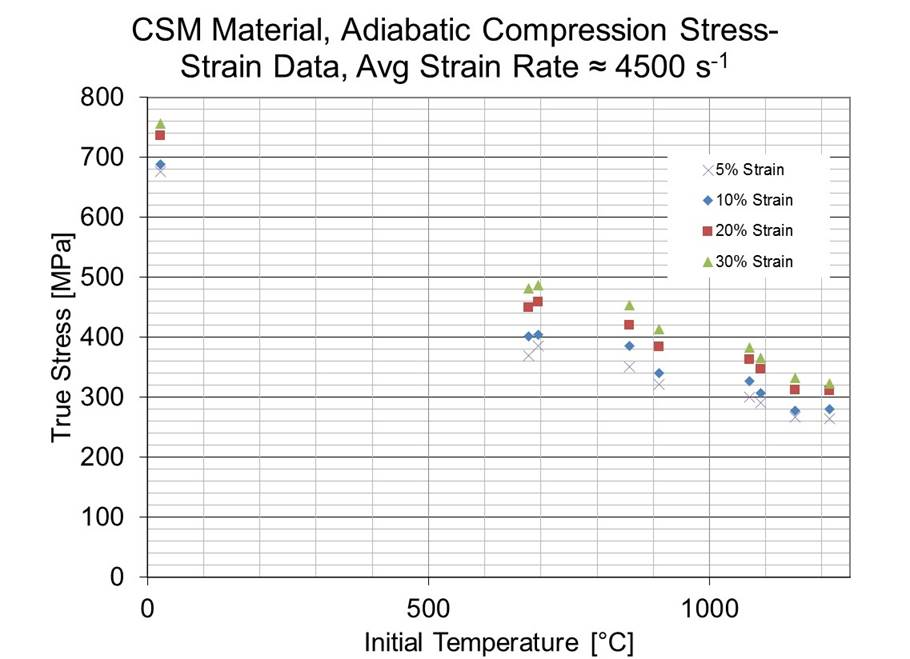 CSM Material, Adiabatic Compression Stress-
Strain Data, Avg Strain Rate ≈ 4500 s-1
800
700
600
500
400
300
200
100
0
True Stress [MPa]
5% Strain
10% Strain
20% Strain
30% Strain
0
500
1000
Initial Temperature [°C]